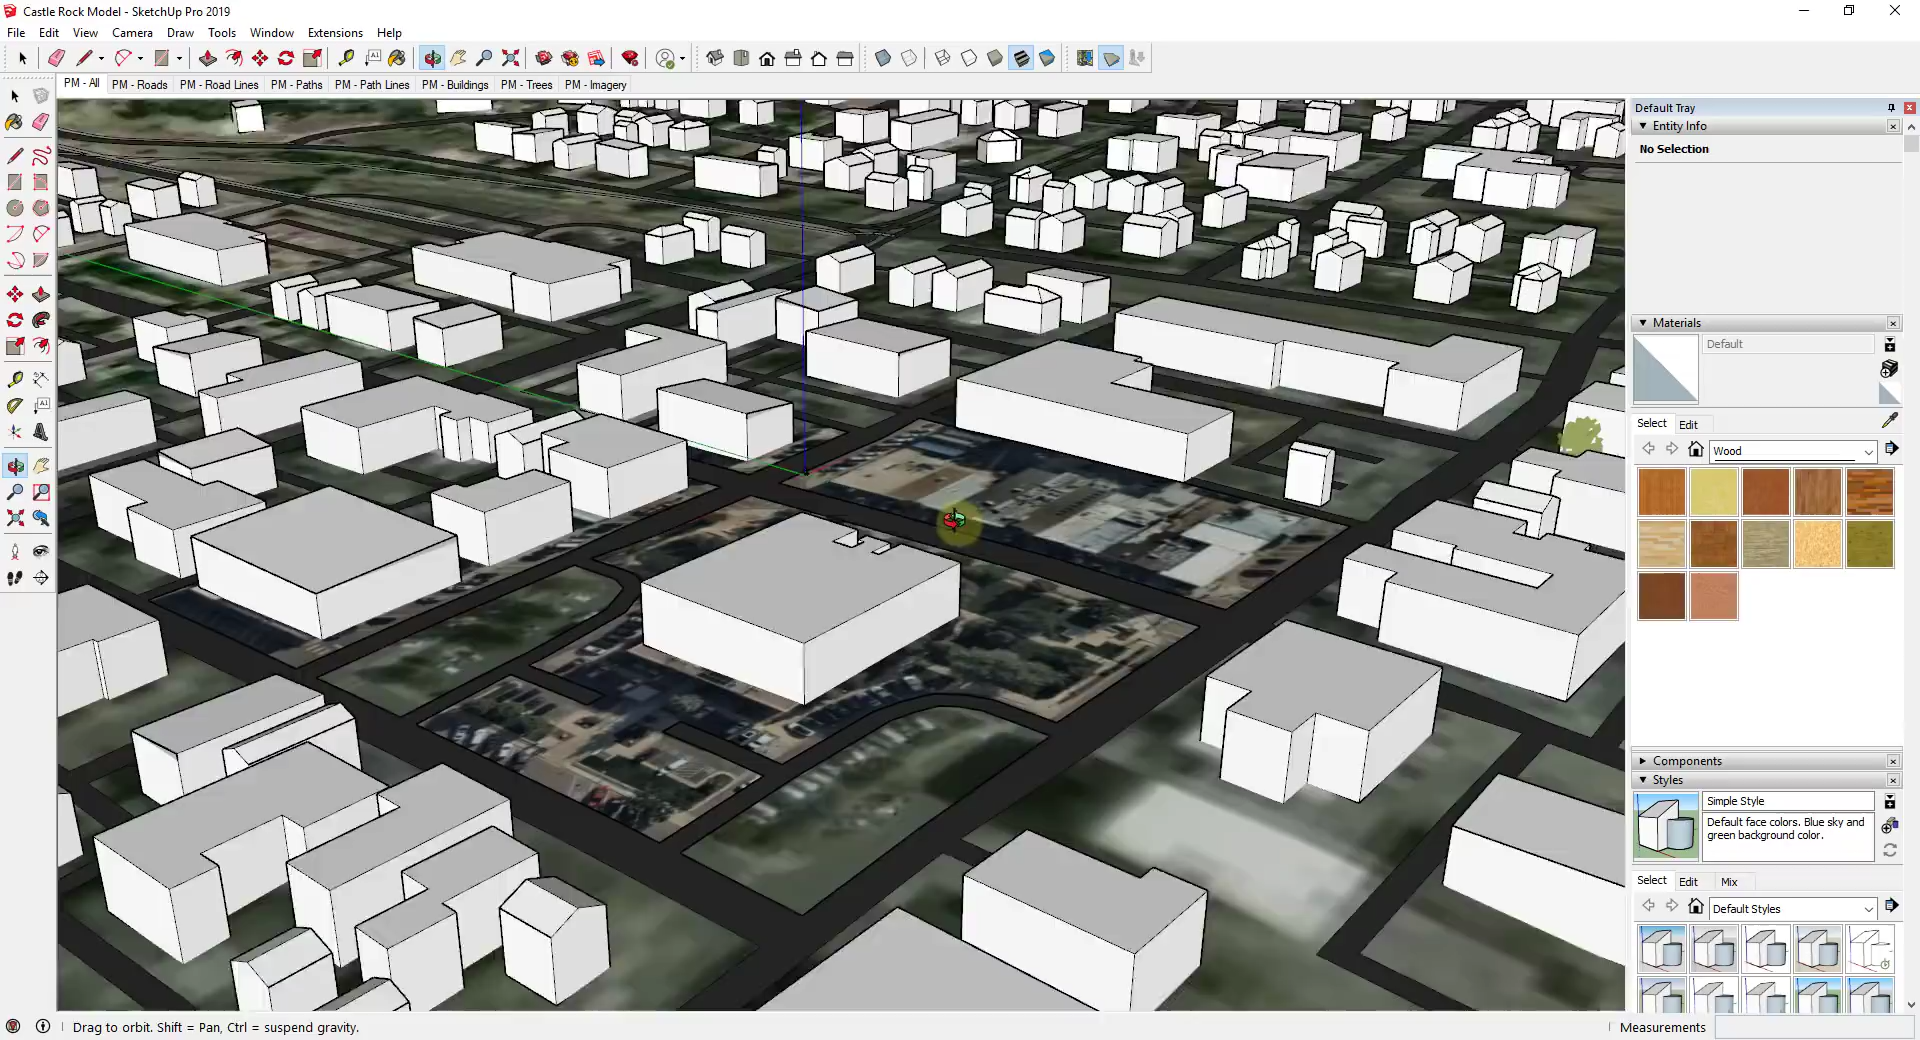 Castle Rock Model - SketchUp Pro 2019
File Edit View Camera Draw Tools Window Extensions Help
PM - All PM - Roads PM - Road Lines PM - Paths PM - Path Lines PM - Buildings PM - Trees PM - Imagery
Default Tray
Entity Info
No Selection
Materials
Default
Select Edit
Wood
Components
Styles
Simple Style
Default face colors. Blue sky and
green background color.
Select Edit Mix
Default Styles
Drag to orbit. Shift = Pan, Ctrl = suspend gravity.
Measurements